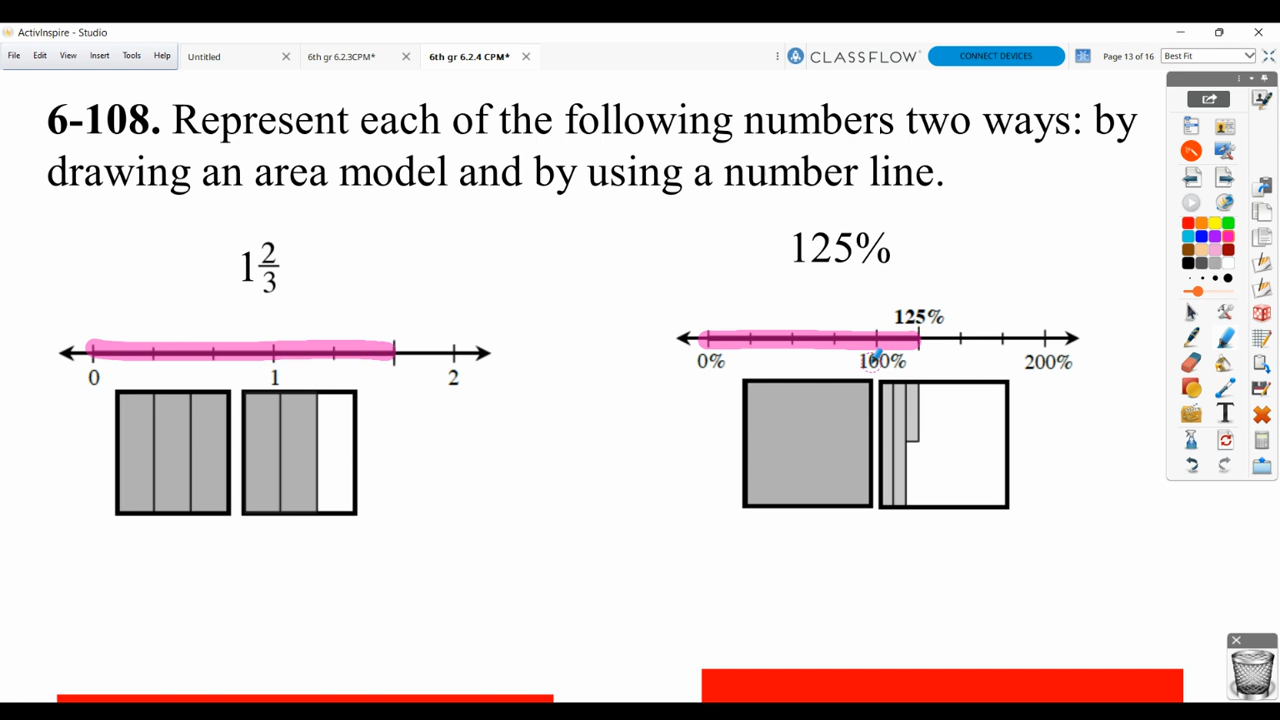 ActivInspire - Studio
File Edit View Insert Tools Help
Untitled
6th gr 6.2.3CPM*
6th gr 6.2.4 CPM*
CLASSFLOW
CONNECT DEVICES
Page 13 of 16
Best Fit
6-108. Represent each of the following numbers two ways: by
drawing an area model and by using a number line.
1 2/3
125%
0 1 2
125%
0% 100% 200%
T